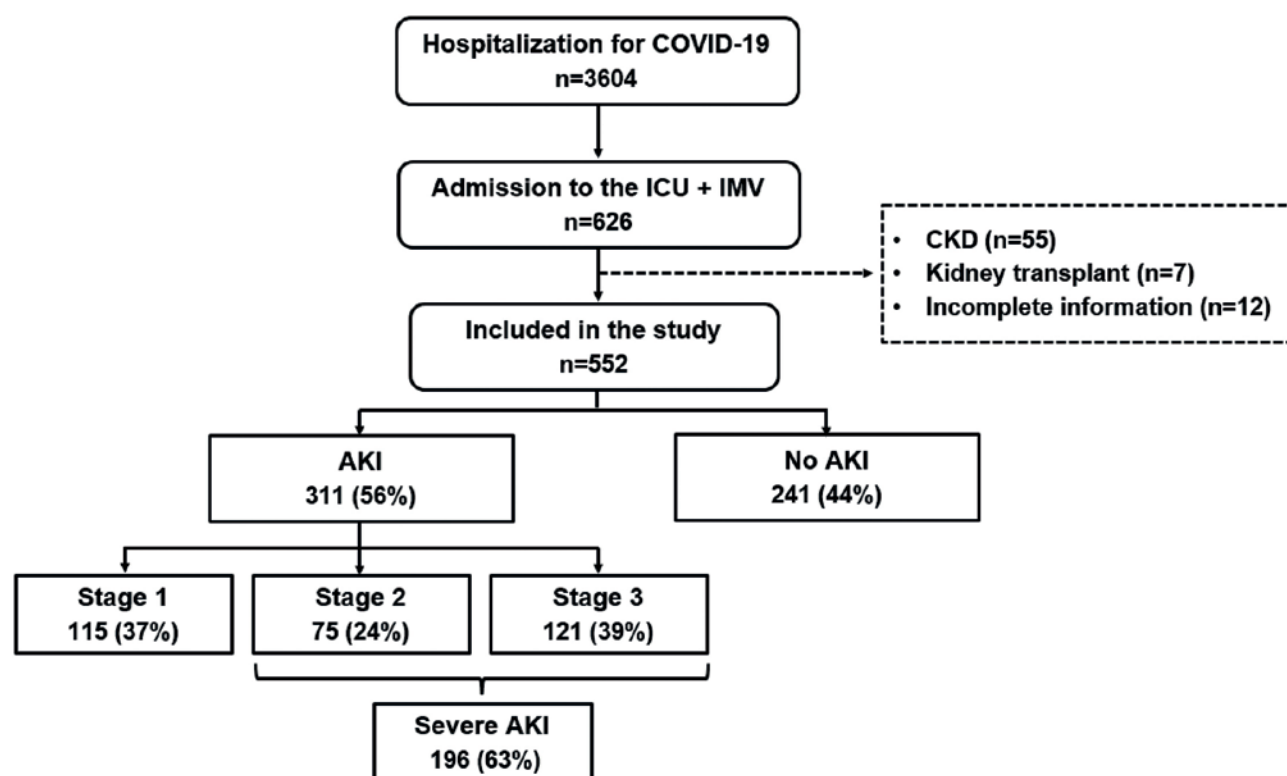 Hospitalization for COVID-19
n=3604
Admission to the ICU + IMV
n=626
• CKD (n=55)
• Kidney transplant (n=7)
• Incomplete information (n=12)
Included in the study
n=552
AKI
311 (56%)
No AKI
241 (44%)
Stage 1
115 (37%)
Stage 2
75 (24%)
Stage 3
121 (39%)
Severe AKI
196 (63%)